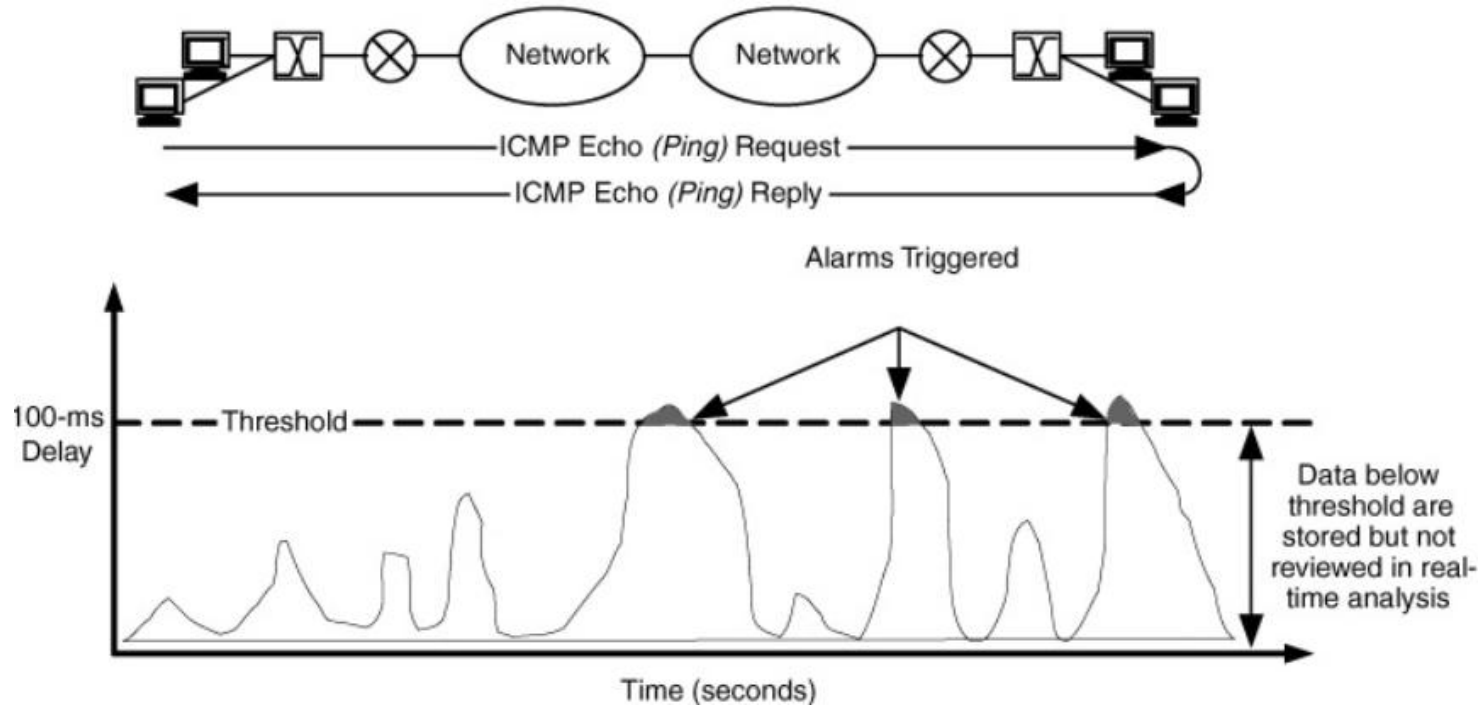 Network
Network
ICMP Echo (Ping) Request
ICMP Echo (Ping) Reply
Alarms Triggered
100-ms
Delay
Threshold
Data below
threshold are
stored but not
reviewed in real-
time analysis
Time (seconds)